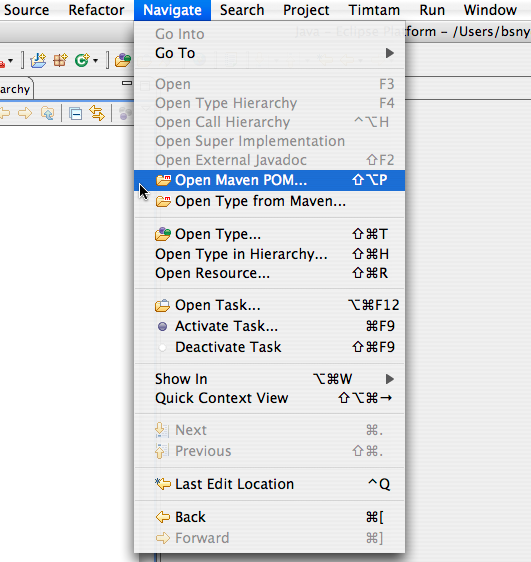 Source Refactor Navigate Search Project Timtam Run Window
Java – Eclipse Platform – /Users/bsny
archy
Go Into
Go To
Open F3
Open Type Hierarchy F4
Open Call Hierarchy ^⌥H
Open Super Implementation
Open External Javadoc ⇧F2
Open Maven POM... ⇧⌥P
Open Type from Maven...
Open Type... ⇧⌘T
Open Type in Hierarchy... ⇧⌘H
Open Resource... ⇧⌘R
Open Task... ⌥⌘F12
Activate Task... ⌘F9
Deactivate Task ⇧⌘F9
Show In ⌥⌘W
Quick Context View ⇧⌥⌘→
Next ⌘.
Previous ⇧⌘.
Last Edit Location ^Q
Back ⌘[
Forward ⌘]